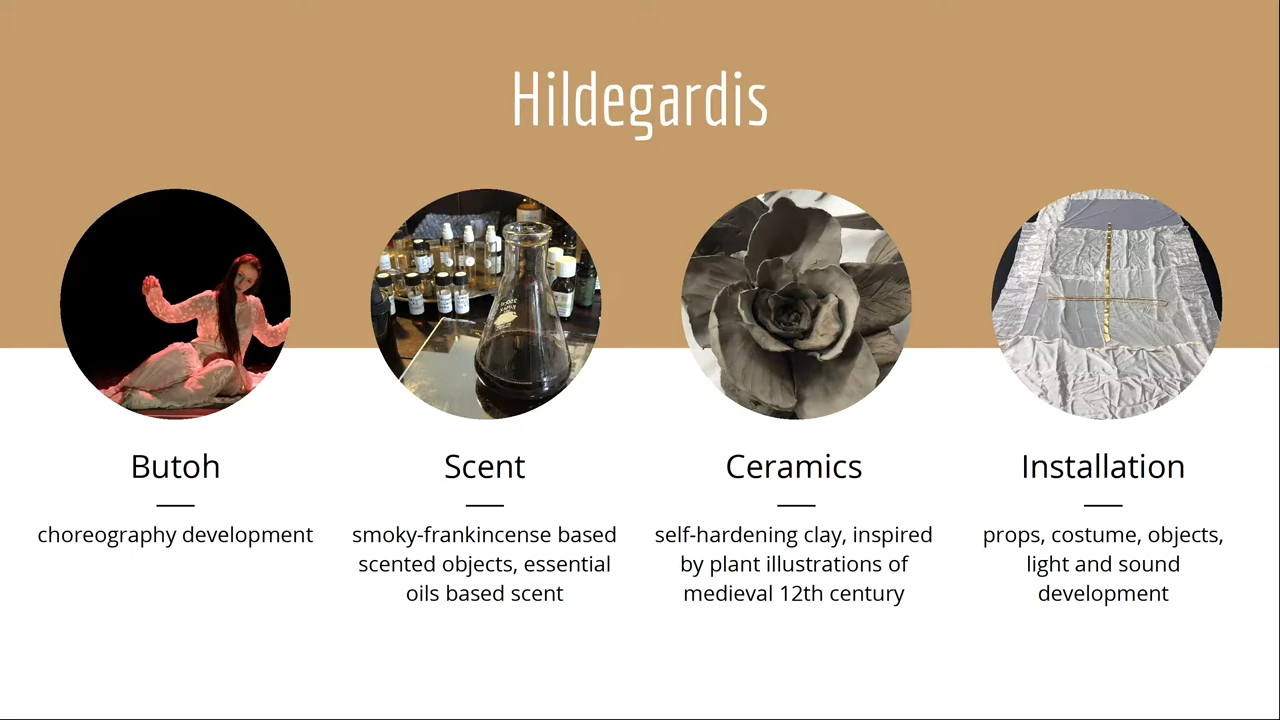 Hildegardis
Butoh
choreography development
Scent
smoky-frankincense based
scented objects, essential
oils based scent
Ceramics
self-hardening clay, inspired
by plant illustrations of
medieval 12th century
Installation
props, costume, objects,
light and sound
development